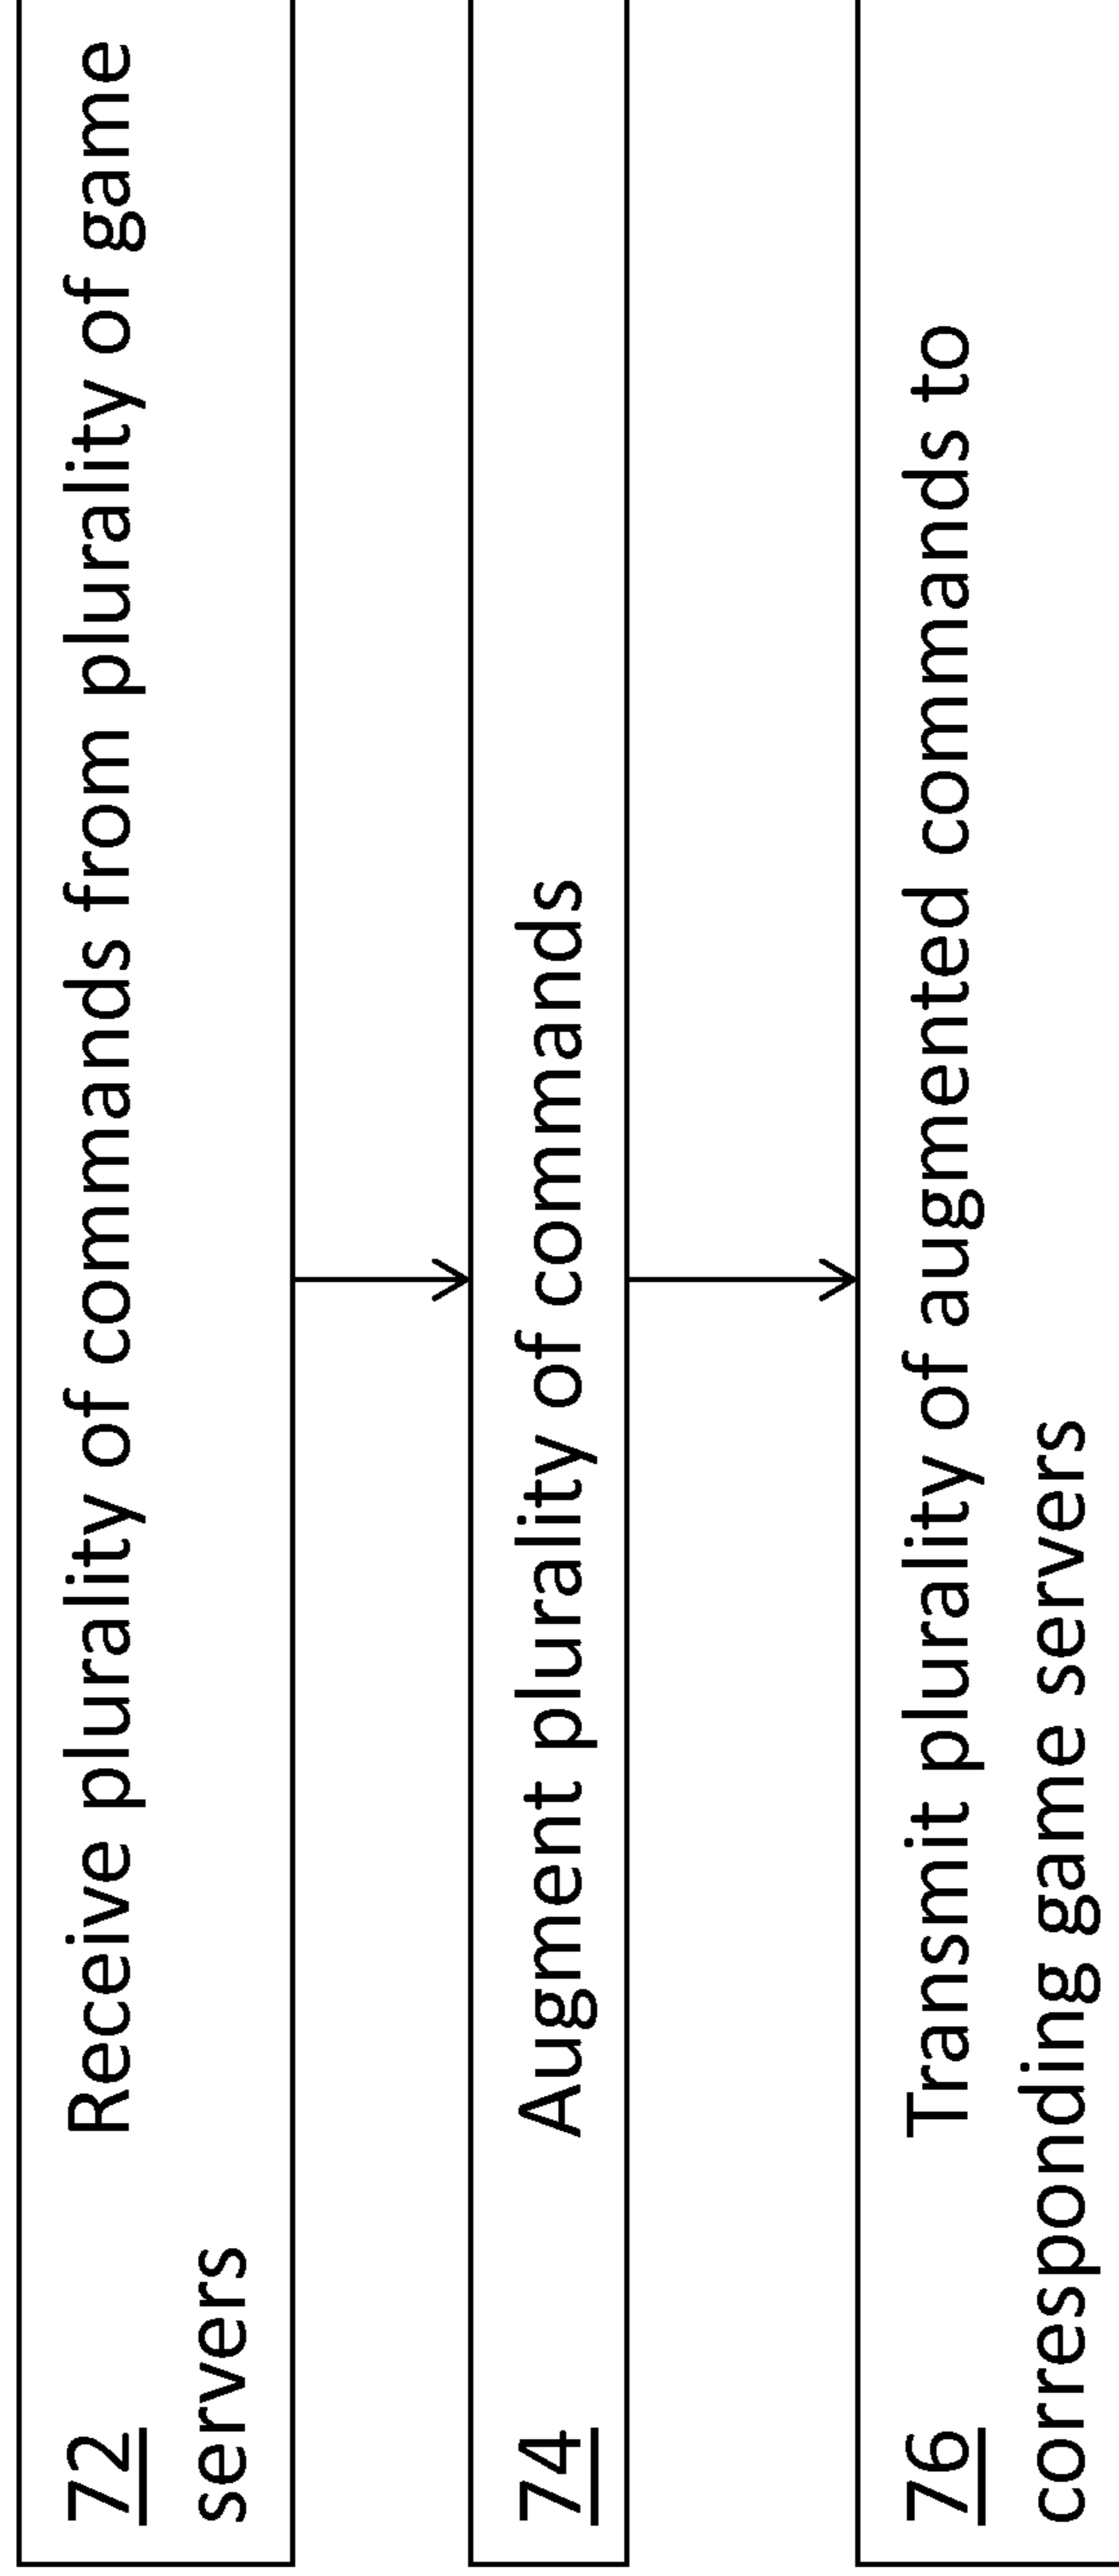 72 Receive plurality of commands from plurality of game
servers
74 Augment plurality of commands
76 Transmit plurality of augmented commands to
corresponding game servers